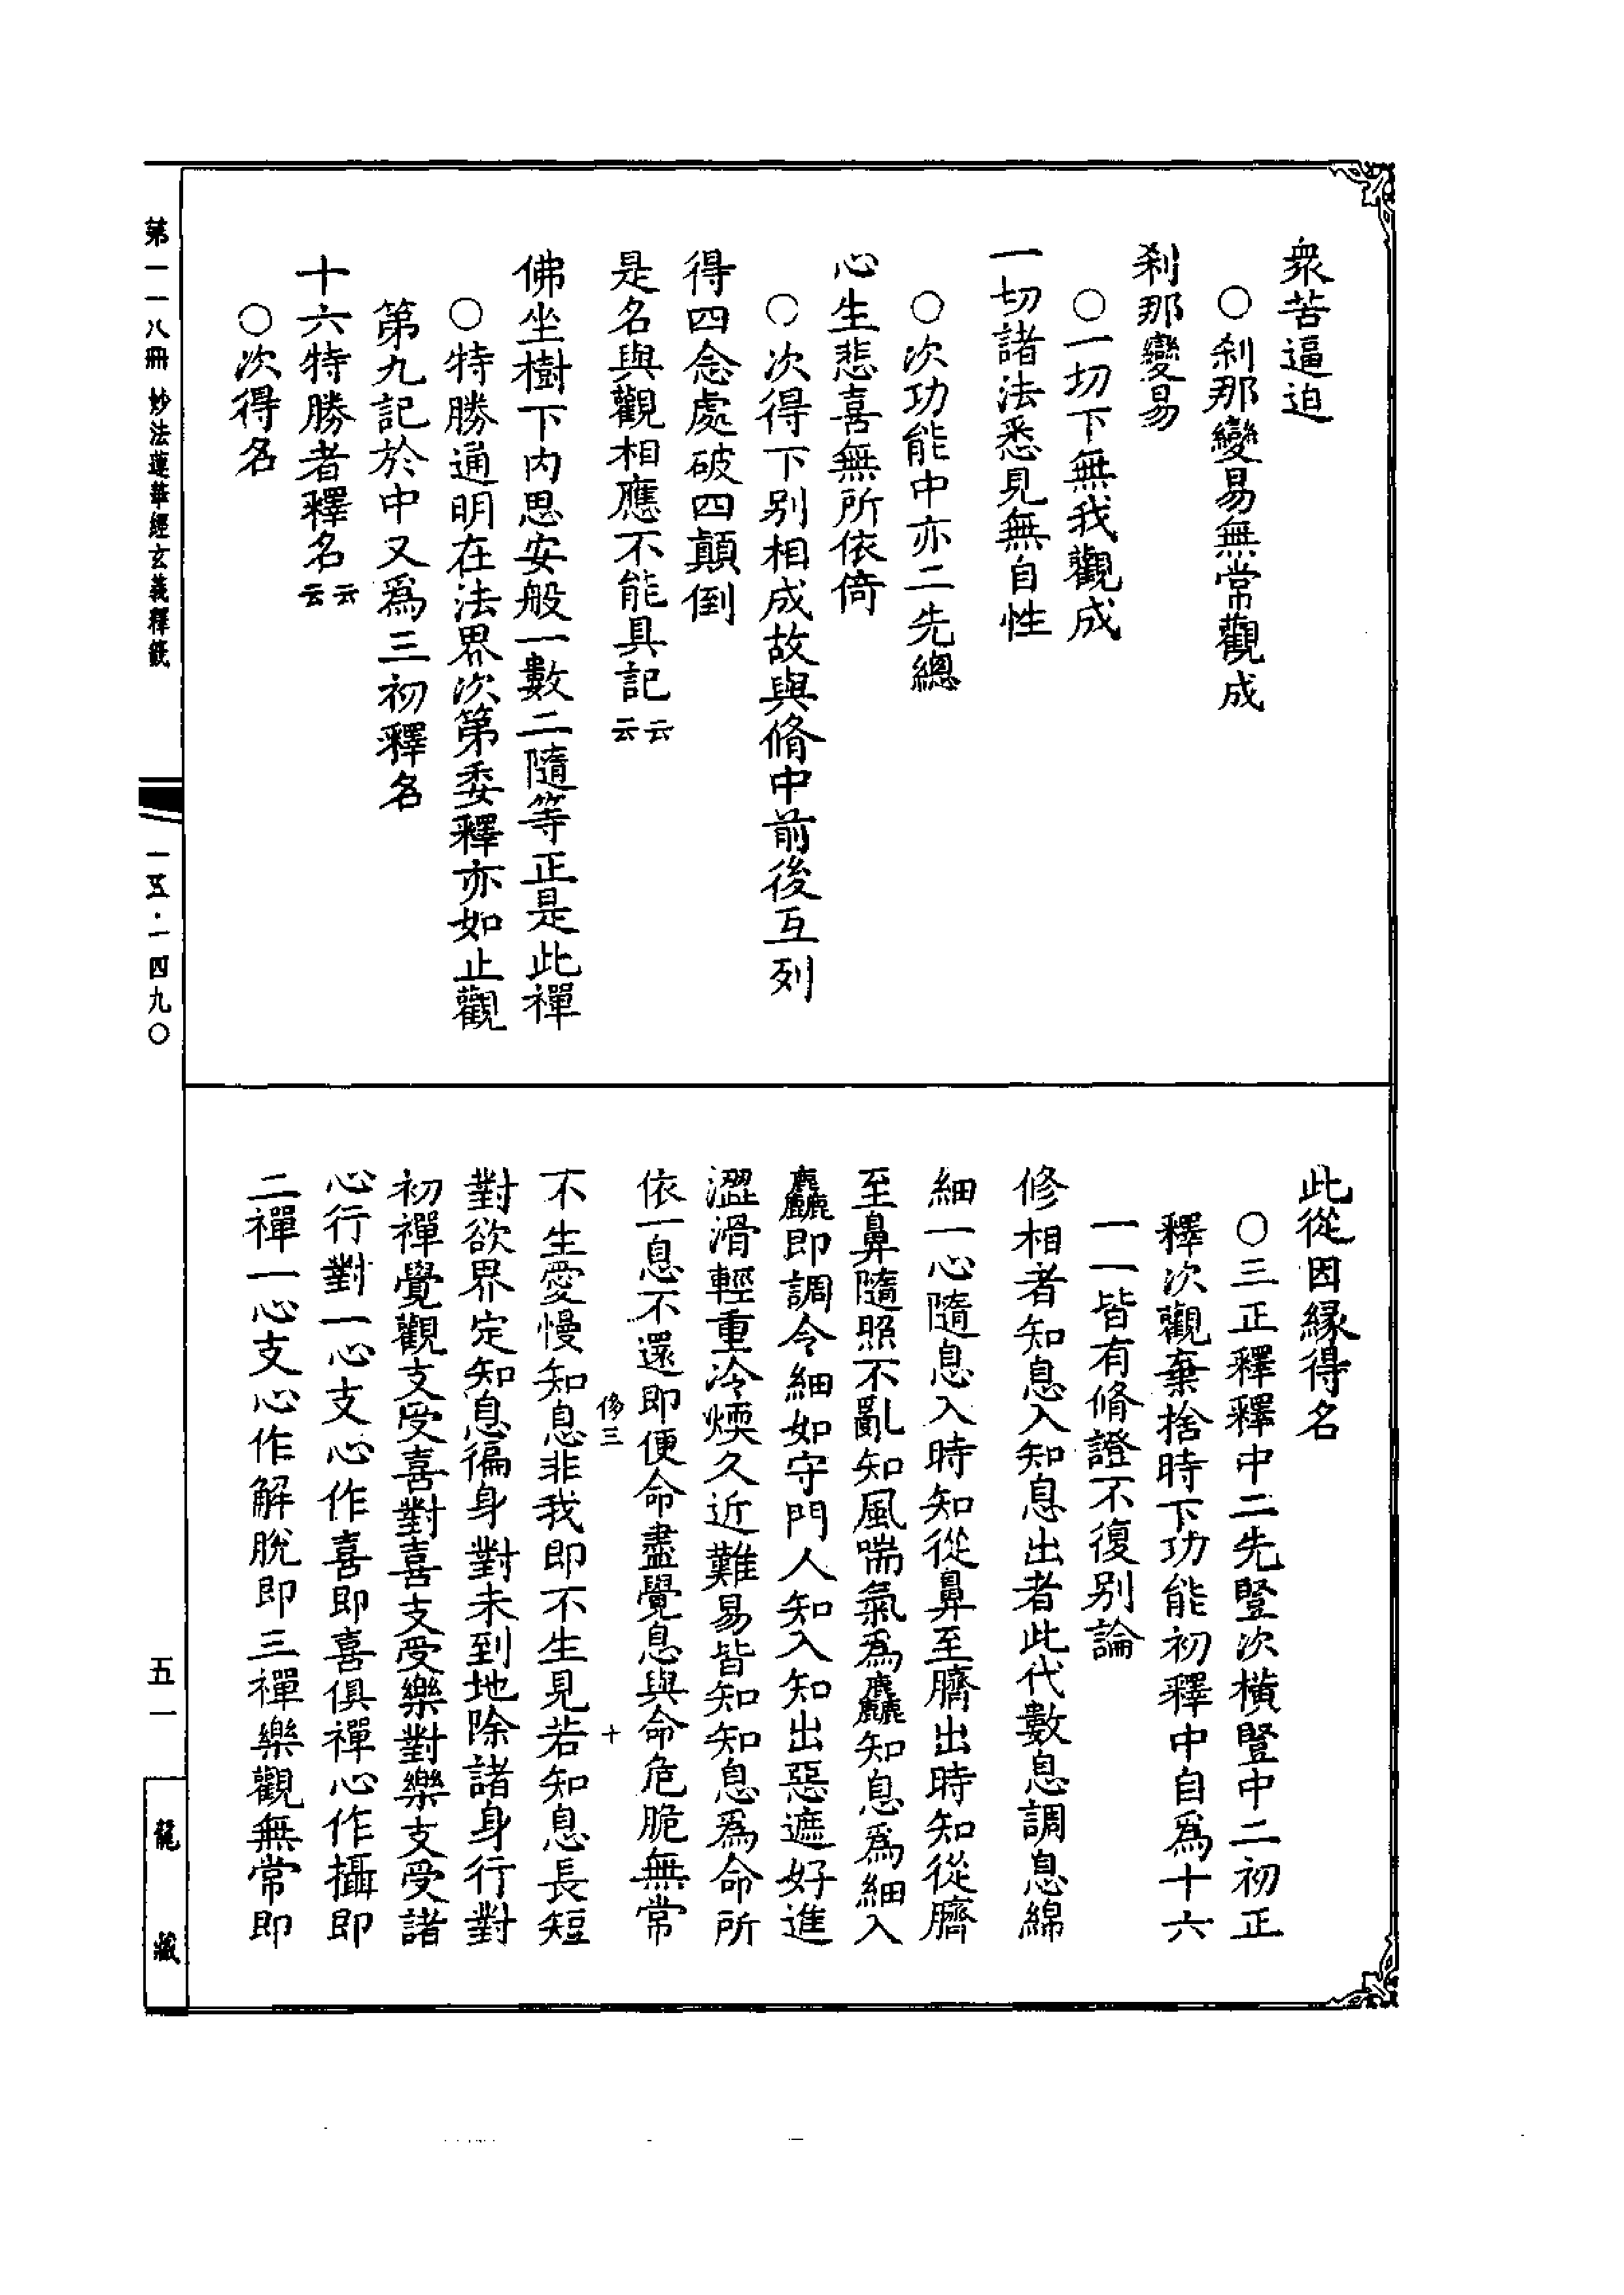 衆苦逼迫
○刹那變易無常觀成
刹那變易
○一切下無我觀成
一切諸法悉見無自性
○次功能中亦二先總
心生悲喜無所依倚
○次得下别相成故與脩中前後互列
得四念處破四顛倒
是名與觀相應不能具記云云
佛坐樹下内思安般一數二隨等正是此禪
○特勝通明在法界次第委釋亦如止觀
第九記於中又爲三初釋名
十六特勝者釋名云云
○次得名
此從因緣得名
○三正釋釋中二先豎次橫豎中二初正
釋次觀棄捨時下功能初釋中自爲十六
一一皆有脩證不復别論
修相者知息入知息出者此代數息調息綿
細一心隨息入時知從鼻至臍出時知從臍
至鼻隨照不亂知風喘氣爲麤知息爲細入
麤即調令細如守門人知入知出惡遮好進
澀滑輕重冷煗久近難易皆知知息爲命所
依一息不還即便命盡覺息與命危脆無常
侈三 十
不生愛慢知息非我即不生見若知息長短
對欲界定知息徧身對未到地除諸身行對
初禪覺觀支受喜對喜支受樂對樂支受諸
心行對一心支心作喜即喜俱禪心作攝即
二禪一心支心作解脫即三禪樂觀無常即
第一一八冊 妙法蓮華經玄義釋籤
一五·一四九〇
五一
龍藏